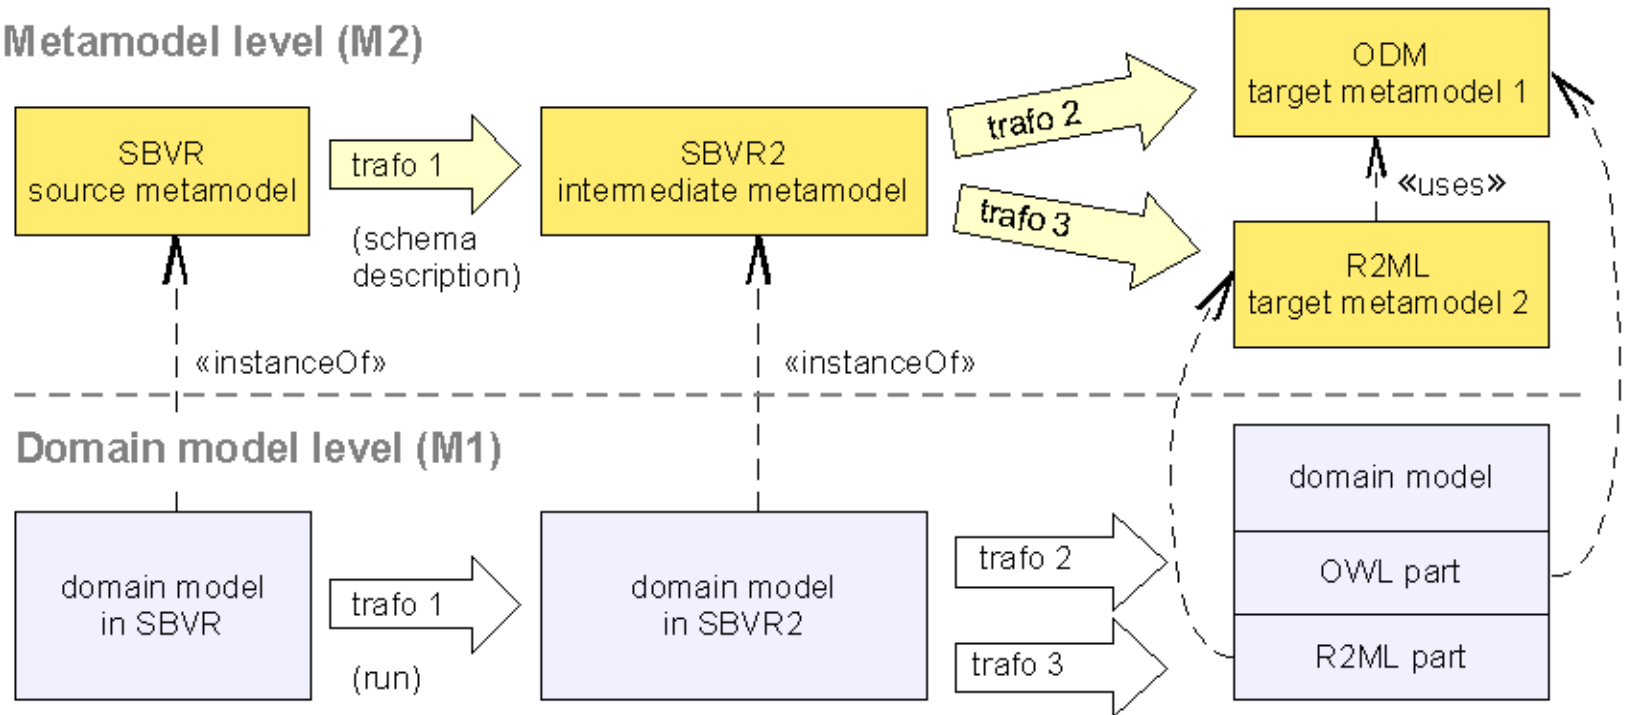 Metamodel level (M2)
SBVR
source metamodel
trafo 1
(schema
description)
SBVR2
intermediate metamodel
trafo 2
trafo 3
ODM
target metamodel 1
«uses»
R2ML
target metamodel 2
«instanceOf»
«instanceOf»
Domain model level (M1)
domain model
in SBVR
trafo 1
(run)
domain model
in SBVR2
trafo 2
trafo 3
domain model
OWL part
R2ML part